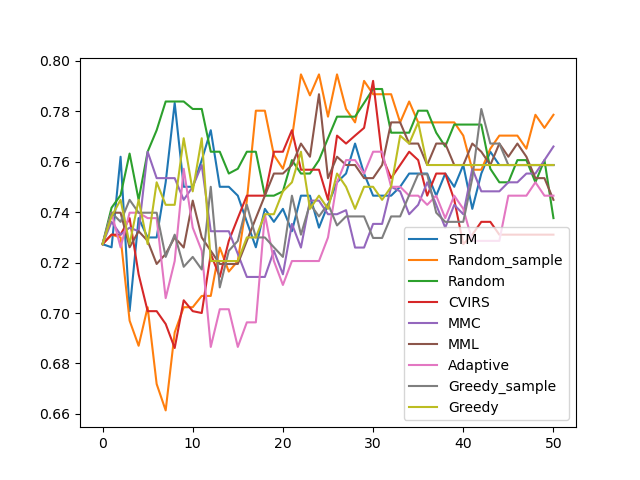 0.80
0.78
0.76
0.74
0.72
0.70
0.68
0.66
0
10
20
30
40
50
STM
Random_sample
Random
CVIRS
MMC
MML
Adaptive
Greedy_sample
Greedy